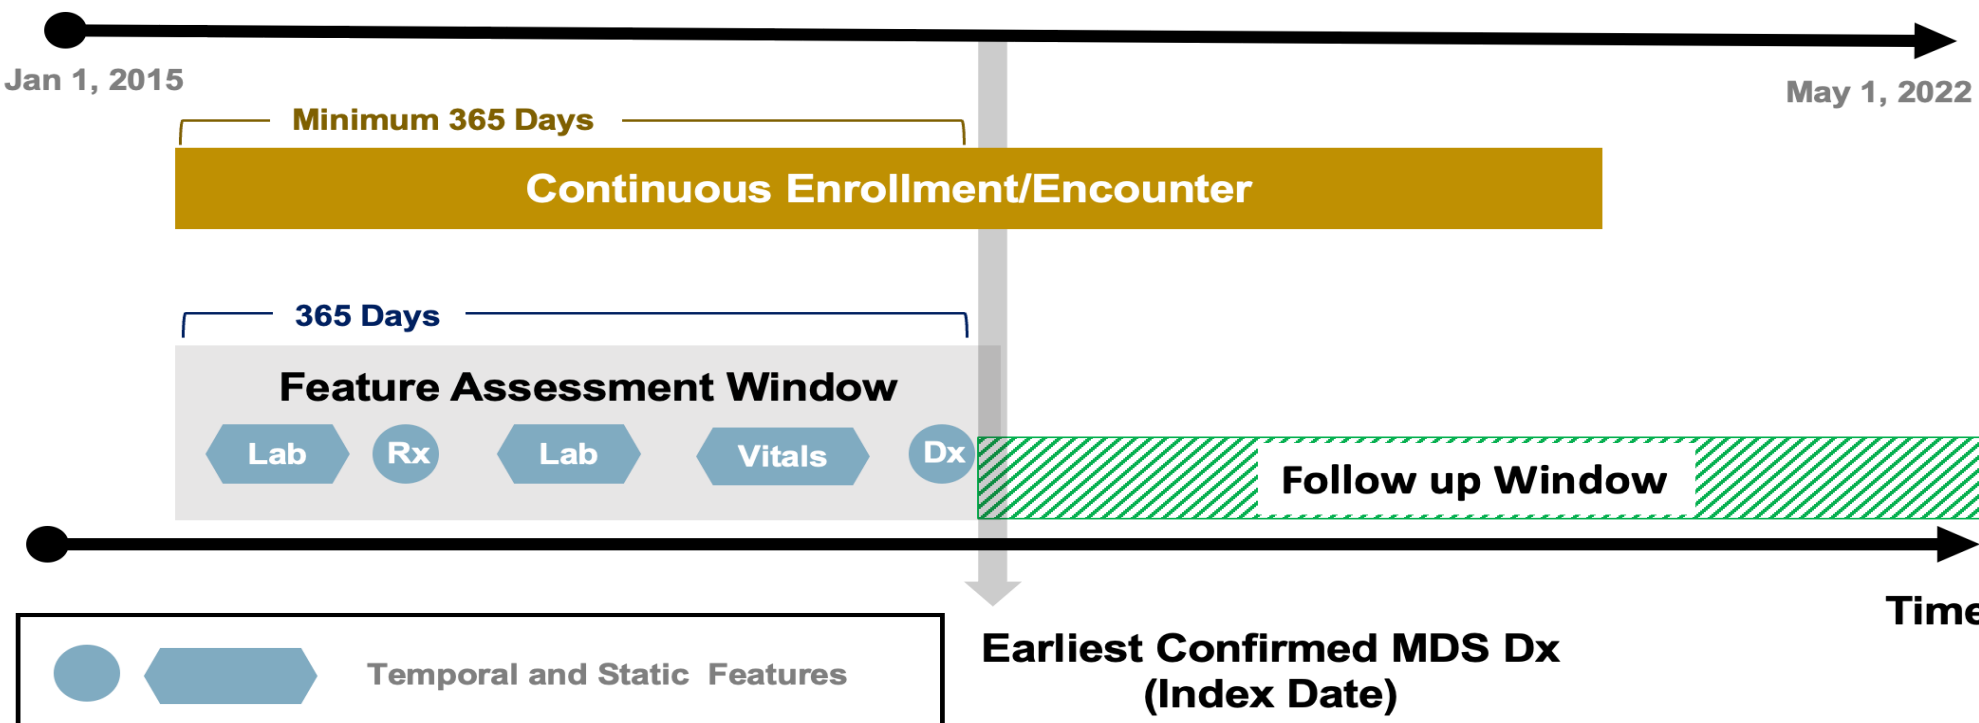 Jan 1, 2015
May 1, 2022
Minimum 365 Days
Continuous Enrollment/Encounter
365 Days
Feature Assessment Window
Lab Rx Lab Vitals Dx
Follow up Window
Time
Earliest Confirmed MDS Dx
(Index Date)
Temporal and Static Features